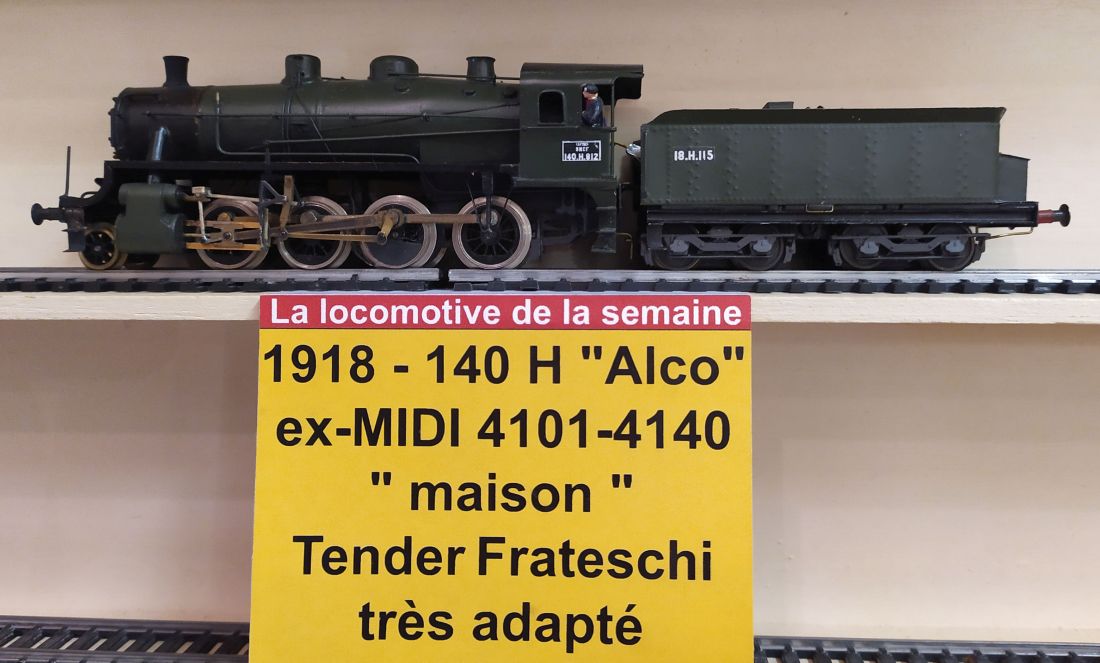 SNCF
140.H.812
18.H.115
La locomotive de la semaine
1918 - 140 H "Alco"
ex-MIDI 4101-4140
" maison "
Tender Frateschi
très adapté